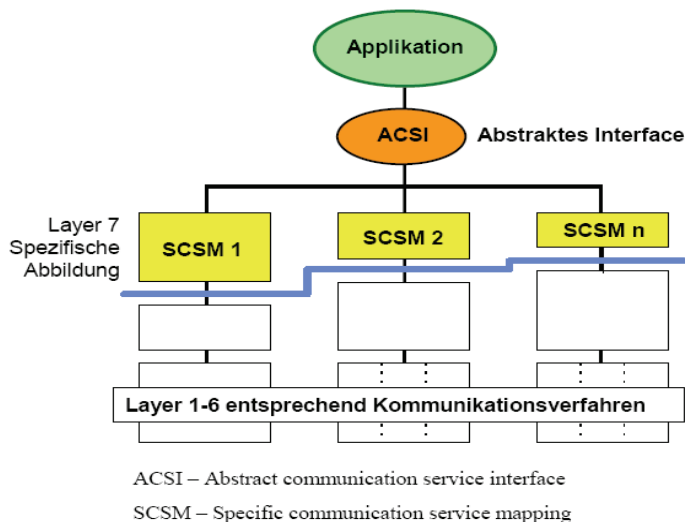 Applikation
ACSI
Abstraktes Interface
Layer 7
Spezifische
Abbildung
SCSM 1
SCSM 2
SCSM n
Layer 1-6 entsprechend Kommunikationsverfahren
ACSI – Abstract communication service interface
SCSM – Specific communication service mapping